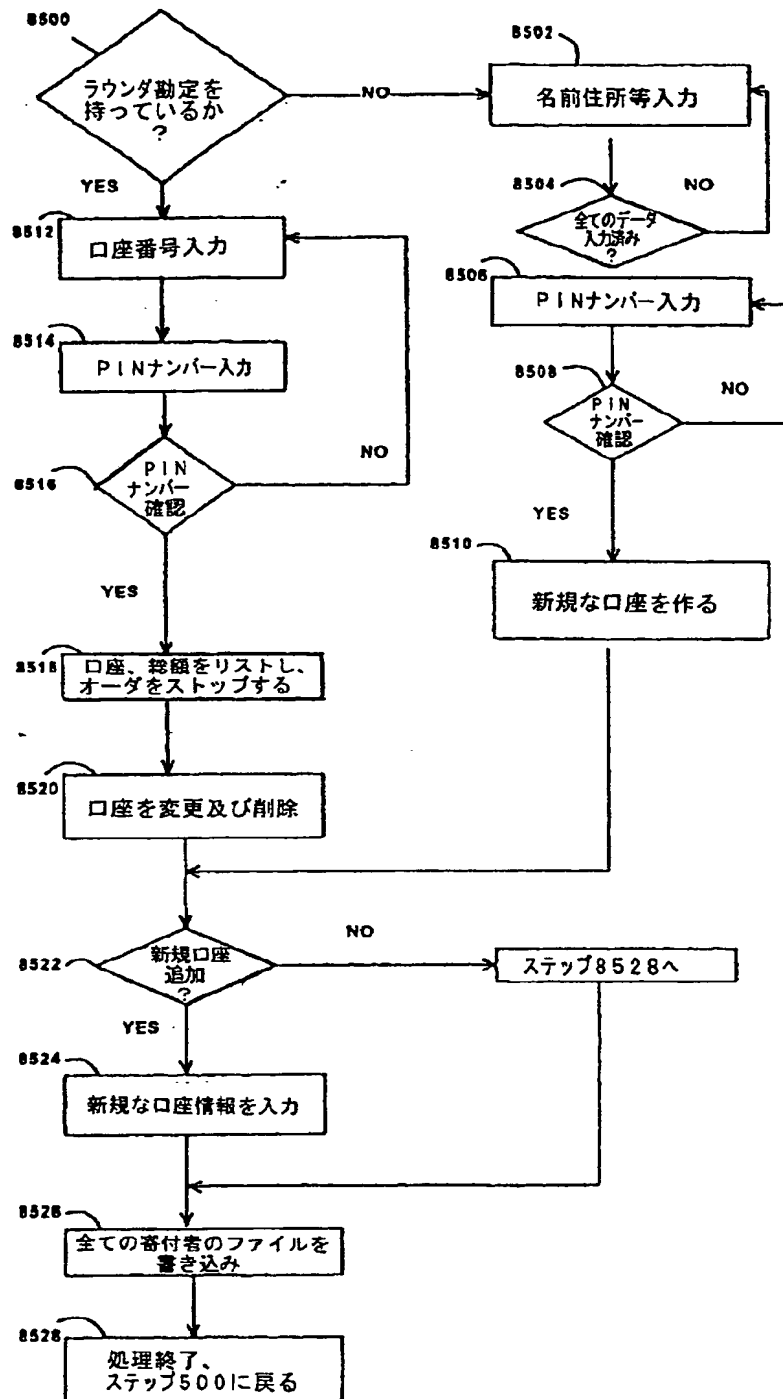 8500
ラウンダ勘定を
持っているか
?
NO
YES
8502
名前住所等入力
8504
NO
全てのデータ
入力済み
?
8506
PINナンバー入力
8508
NO
PIN
ナンバー
確認
YES
8510
新規な口座を作る
8512
口座番号入力
8514
PINナンバー入力
8516
PIN
ナンバー
確認
NO
YES
8518
口座、総額をリストし、
オーダをストップする
8520
口座を変更及び削除
8522
新規口座
追加
?
NO
ステップ8528へ
YES
8524
新規な口座情報を入力
8526
全ての寄付者のファイルを
書き込み
8528
処理終了、
ステップ500に戻る